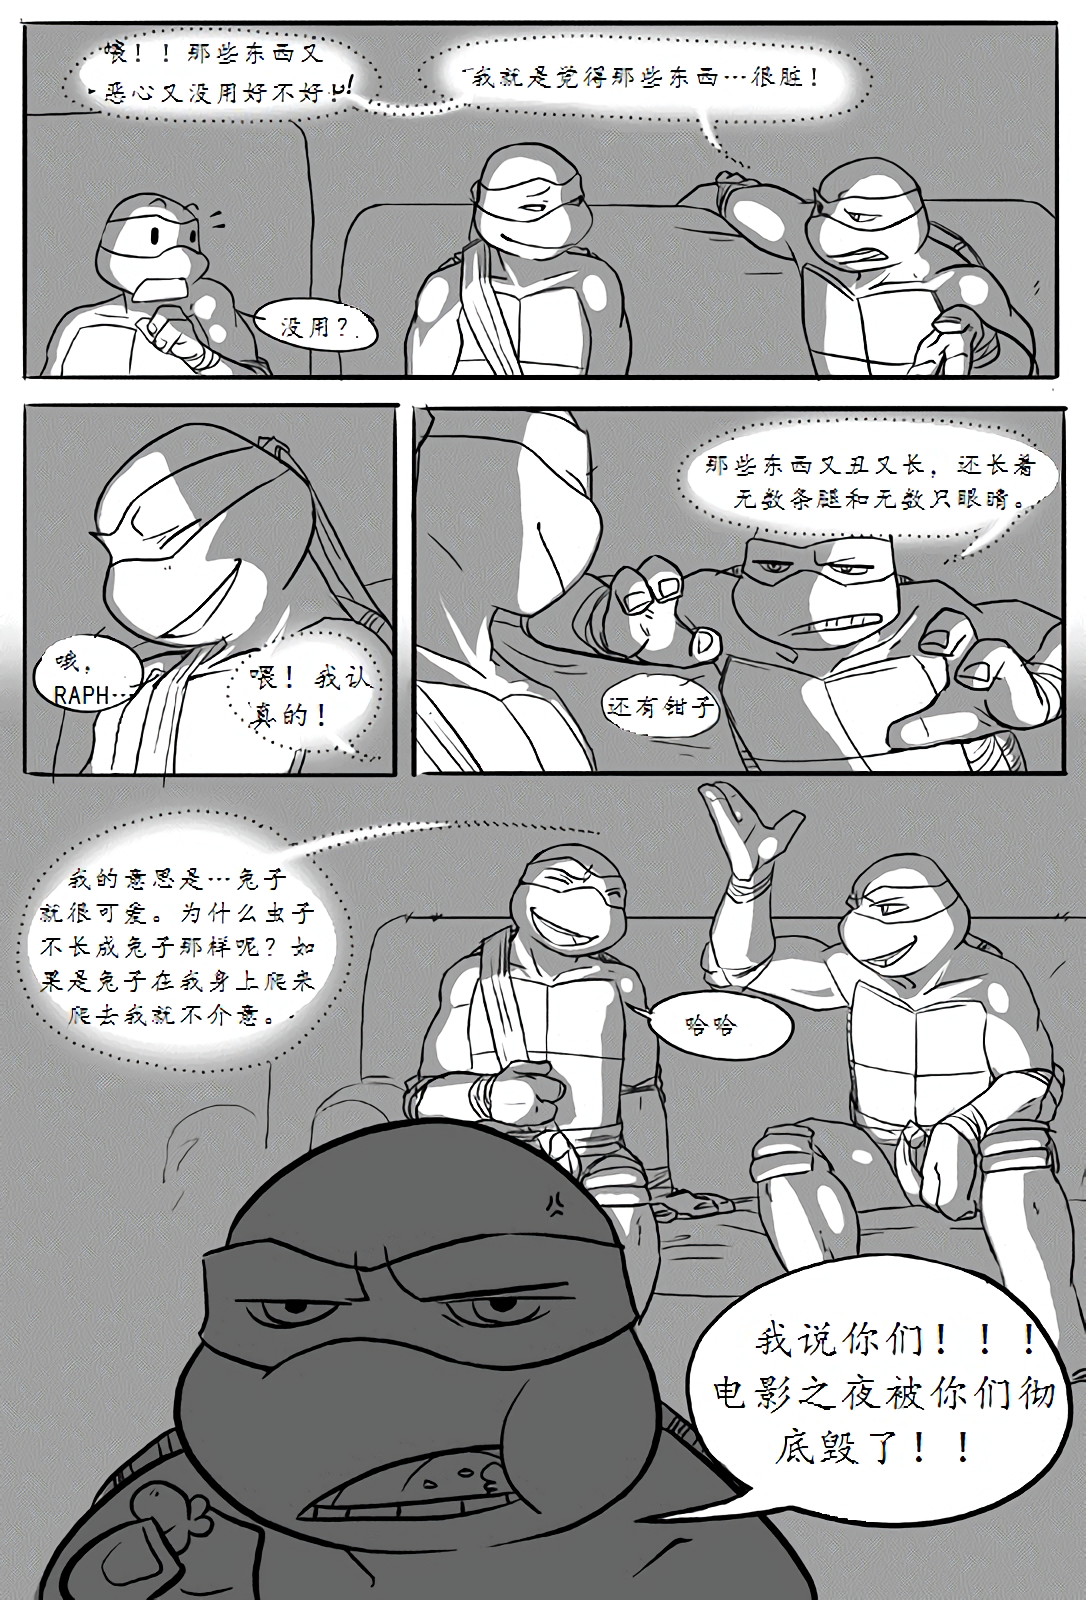 喂！！那些东西又
恶心又没用好不好！
我就是觉得那些东西…很脏！
没用？
哦，
RAPH…
喂！我认
真的！
那些东西又丑又长，还长着
无数条腿和无数只眼睛。
还有钳子
我的意思是…兔子
就很可爱。为什么虫子
不长成兔子那样呢？如
果是兔子在我身上爬来
爬去我就不介意。
哈哈
我说你们！！！
电影之夜被你们彻
底毁了！！